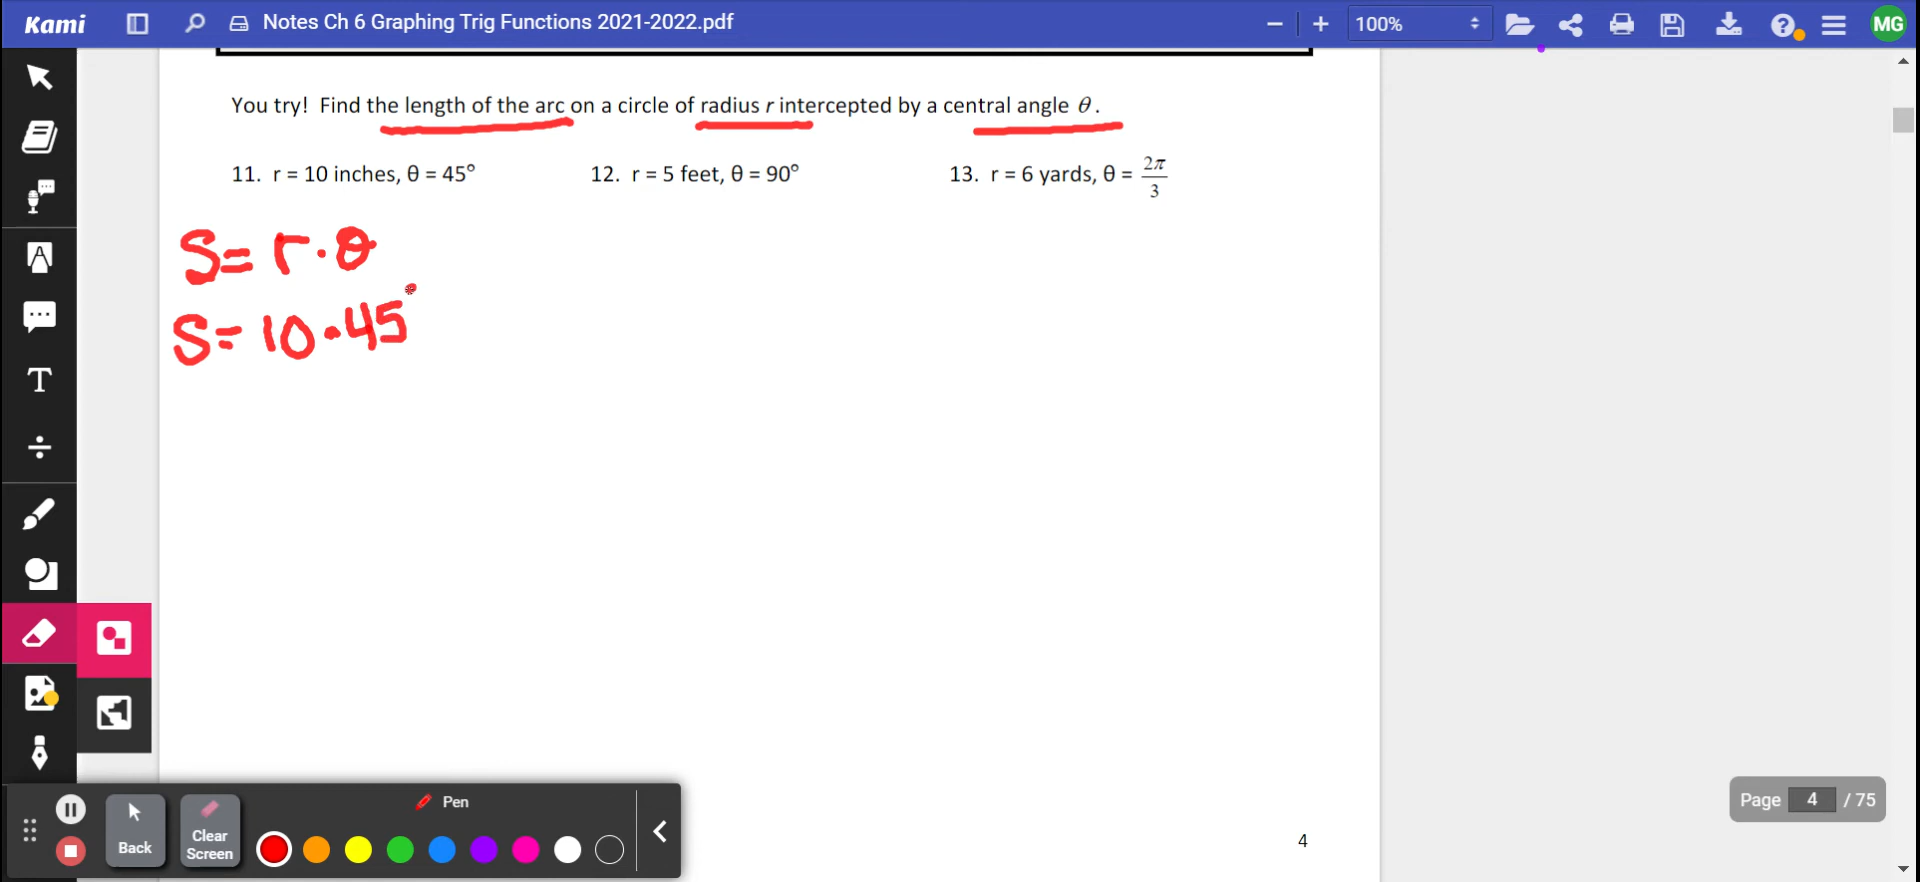 Kami
Notes Ch 6 Graphing Trig Functions 2021-2022.pdf
100%
MG
You try! Find the length of the arc on a circle of radius r intercepted by a central angle θ.
11. r = 10 inches, θ = 45° 12. r = 5 feet, θ = 90° 13. r = 6 yards, θ = 2π/3
S = r · θ
S = 10 · 45°
T
Pen
Back
Clear Screen
Page 4 / 75
4